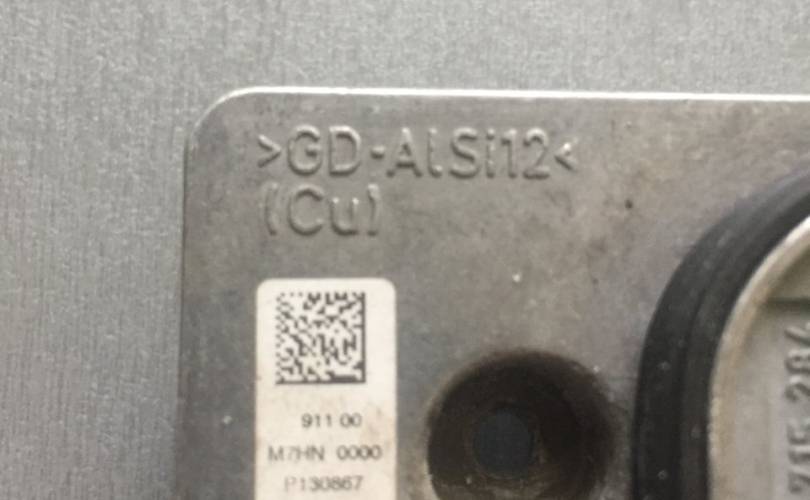 >GD-AlSi12<
(Cu)
911 00
M7HN 0000
P130867